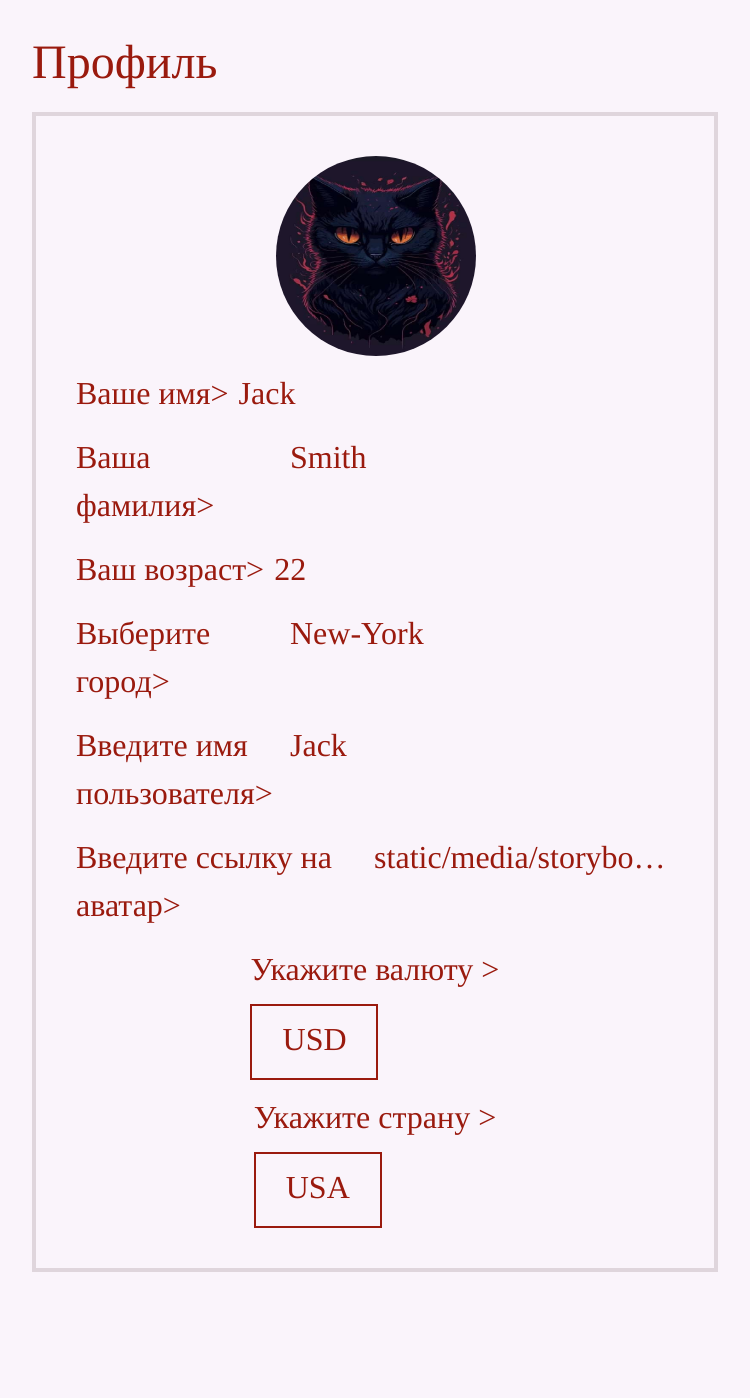 Профиль
Ваше имя> Jack
Ваша Smith
фамилия>
Ваш возраст> 22
Выберите New-York
город>
Введите имя Jack
пользователя>
Введите ссылку на static/media/storybo…
аватар>
Укажите валюту >
USD
Укажите страну >
USA